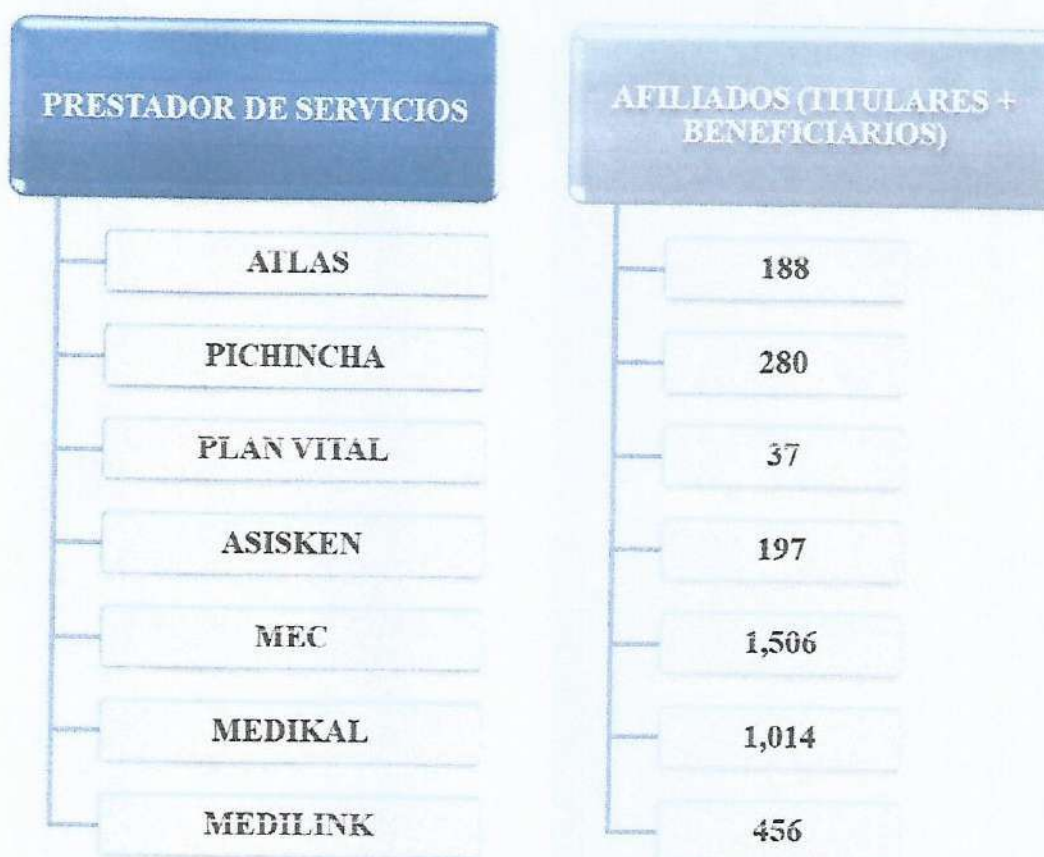 PRESTADOR DE SERVICIOS
AFILIADOS (TITULARES +
BENEFICIARIOS)
ATLAS
188
PICHINCHA
280
PLAN VITAL
37
ASISKEN
197
MEC
1,506
MEDIKAL
1,014
MEDILINK
456